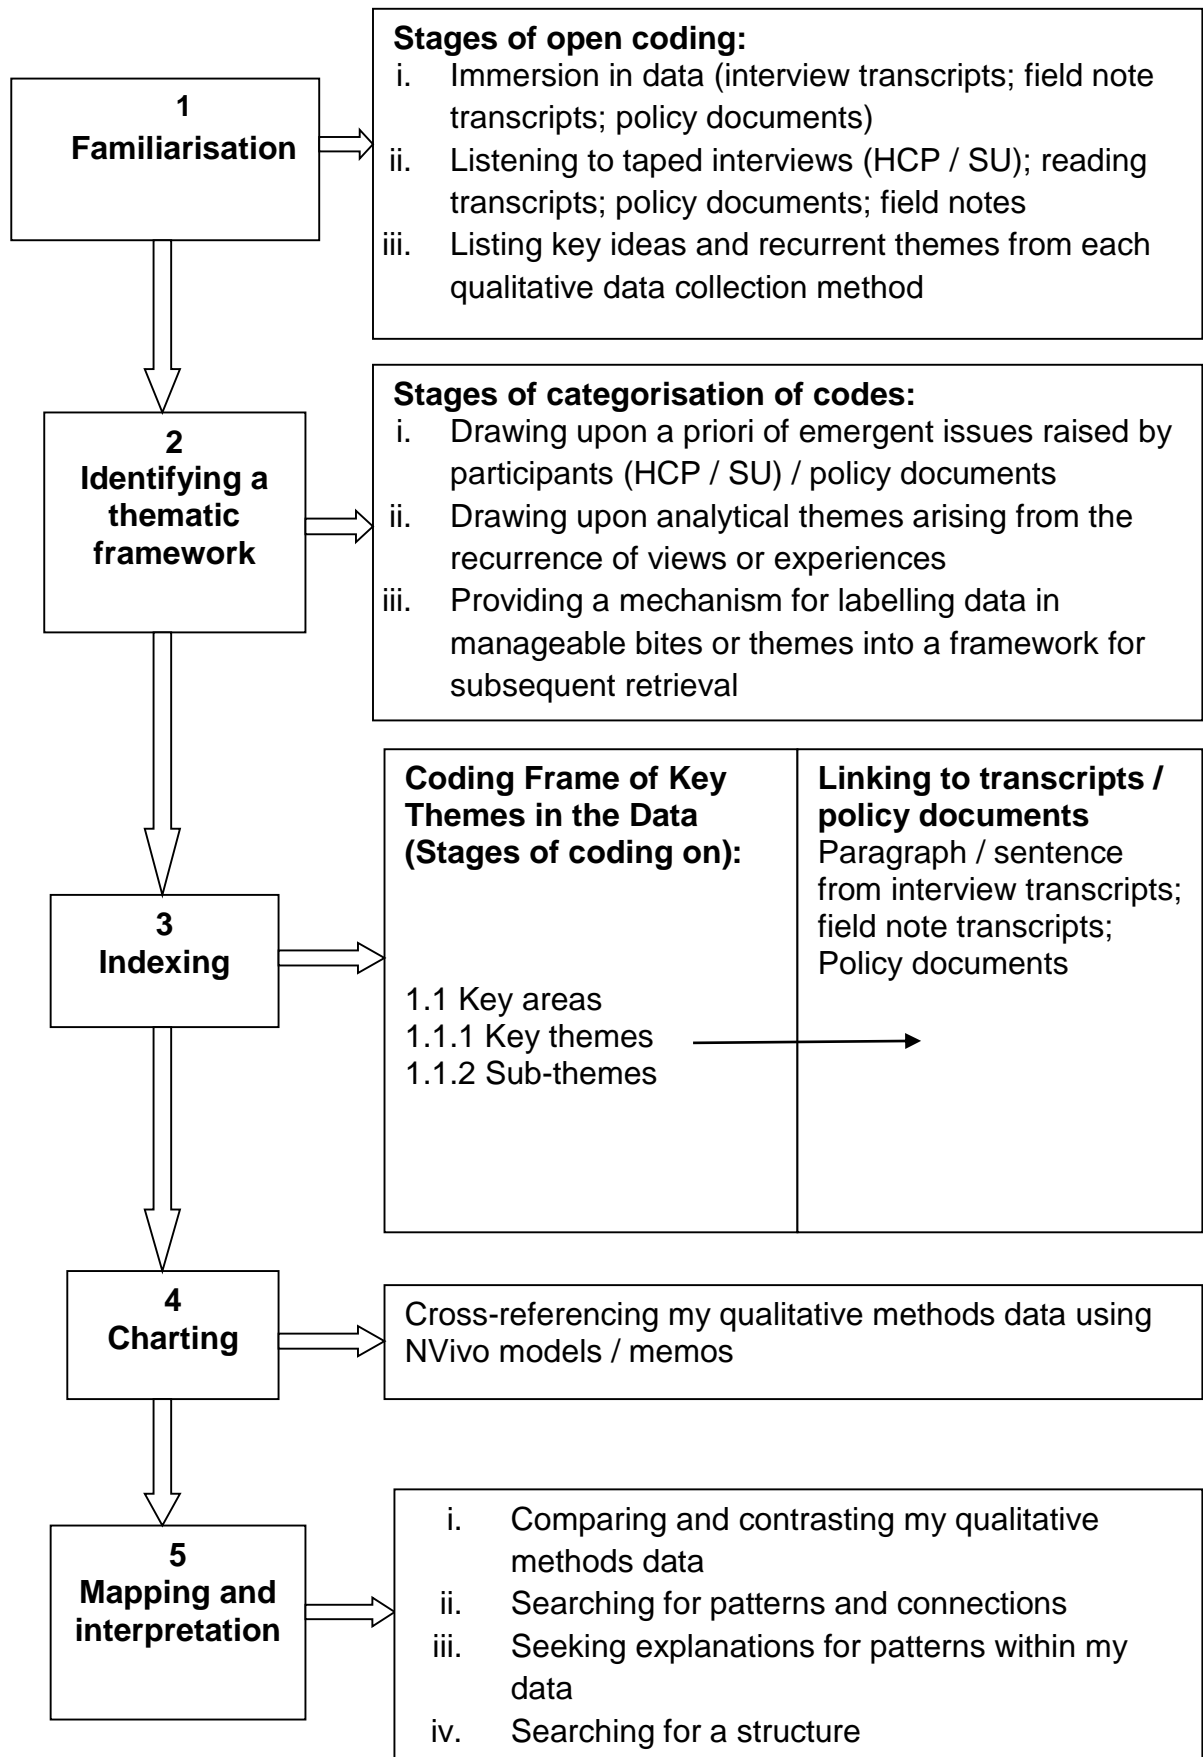 1
Familiarisation
Stages of open coding:
i. Immersion in data (interview transcripts; field note
transcripts; policy documents)
ii. Listening to taped interviews (HCP / SU); reading
transcripts; policy documents; field notes
iii. Listing key ideas and recurrent themes from each
qualitative data collection method
2
Identifying a
thematic
framework
Stages of categorisation of codes:
i. Drawing upon a priori of emergent issues raised by
participants (HCP / SU) / policy documents
ii. Drawing upon analytical themes arising from the
recurrence of views or experiences
iii. Providing a mechanism for labelling data in
manageable bites or themes into a framework for
subsequent retrieval
3
Indexing
Coding Frame of Key
Themes in the Data
(Stages of coding on):
1.1 Key areas
1.1.1 Key themes
1.1.2 Sub-themes
Linking to transcripts /
policy documents
Paragraph / sentence
from interview transcripts;
field note transcripts;
Policy documents
4
Charting
Cross-referencing my qualitative methods data using
NVivo models / memos
5
Mapping and
interpretation
i. Comparing and contrasting my qualitative
methods data
ii. Searching for patterns and connections
iii. Seeking explanations for patterns within my
data
iv. Searching for a structure